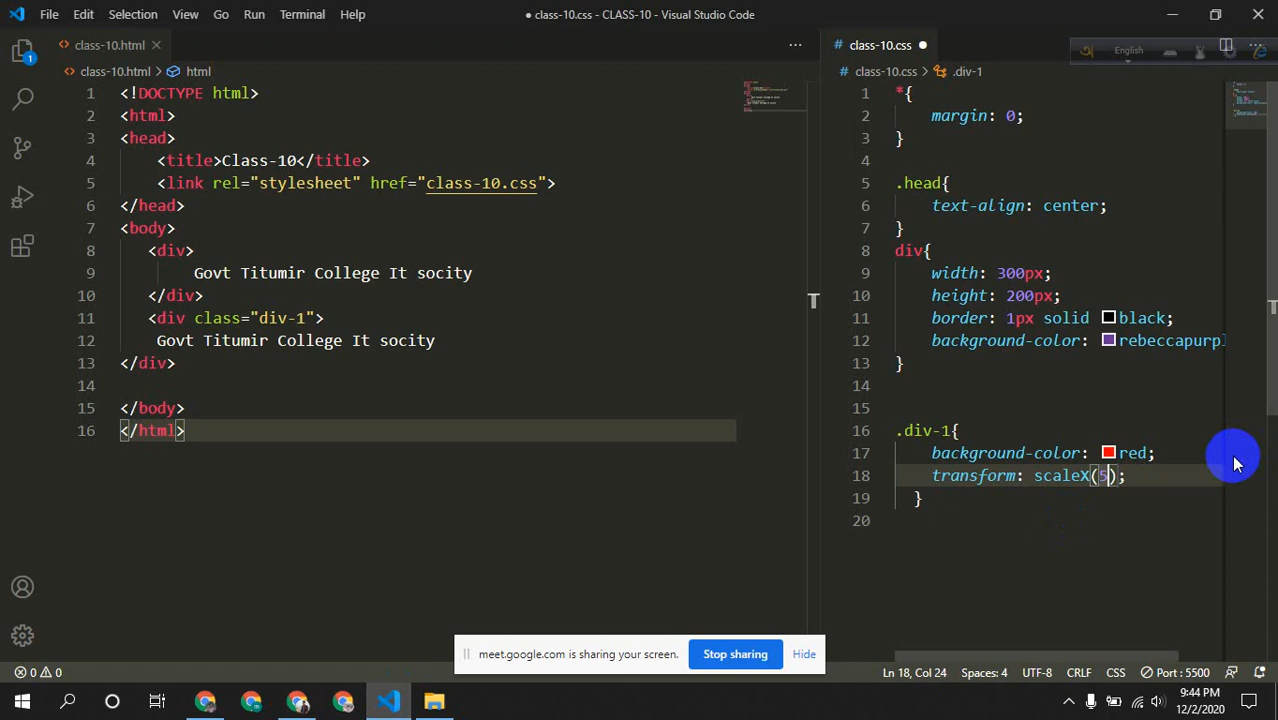 File Edit Selection View Go Run Terminal Help
● class-10.css - CLASS-10 - Visual Studio Code
class-10.html
class-10.html > html
1 <!DOCTYPE html>
2 <html>
3 <head>
4 <title>Class-10</title>
5 <link rel="stylesheet" href="class-10.css">
6 </head>
7 <body>
8 <div>
9 Govt Titumir College It socity
10 </div>
11 <div class="div-1">
12 Govt Titumir College It socity
13 </div>
14
15 </body>
16 </html>
# class-10.css ●
English
# class-10.css > .div-1
1 *{
2 margin: 0;
3 }
4
5 .head{
6 text-align: center;
7 }
8 div{
9 width: 300px;
10 height: 200px;
11 border: 1px solid black;
12 background-color: rebeccapurpl
13 }
14
15
16 .div-1{
17 background-color: red;
18 transform: scaleX(5);
19 }
20
1
meet.google.com is sharing your screen. Stop sharing Hide
0 0
Ln 18, Col 24 Spaces: 4 UTF-8 CRLF CSS Port : 5500
9:44 PM
12/2/2020